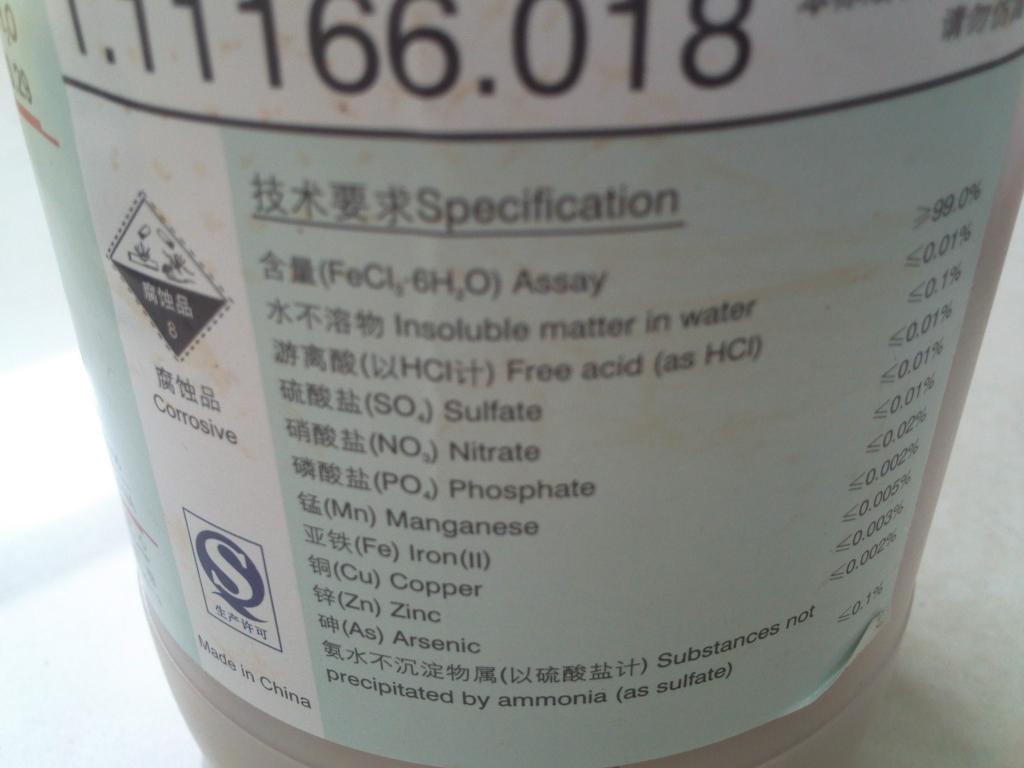 1.11166.018
请勿
技术要求Specification
含量(FeCl₃·6H₂O) Assay ≥99.0%
水不溶物 Insoluble matter in water ≤0.01%
游离酸(以HCl计) Free acid (as HCl) ≤0.1%
硫酸盐(SO₄) Sulfate ≤0.01%
硝酸盐(NO₃) Nitrate ≤0.01%
磷酸盐(PO₄) Phosphate ≤0.01%
锰(Mn) Manganese ≤0.02%
亚铁(Fe) Iron(II) ≤0.002%
铜(Cu) Copper ≤0.005%
锌(Zn) Zinc ≤0.003%
砷(As) Arsenic ≤0.002%
氨水不沉淀物属(以硫酸盐计) Substances not ≤0.1%
precipitated by ammonia (as sulfate)
腐蚀品
8
腐蚀品
Corrosive
生产许可
Made in China